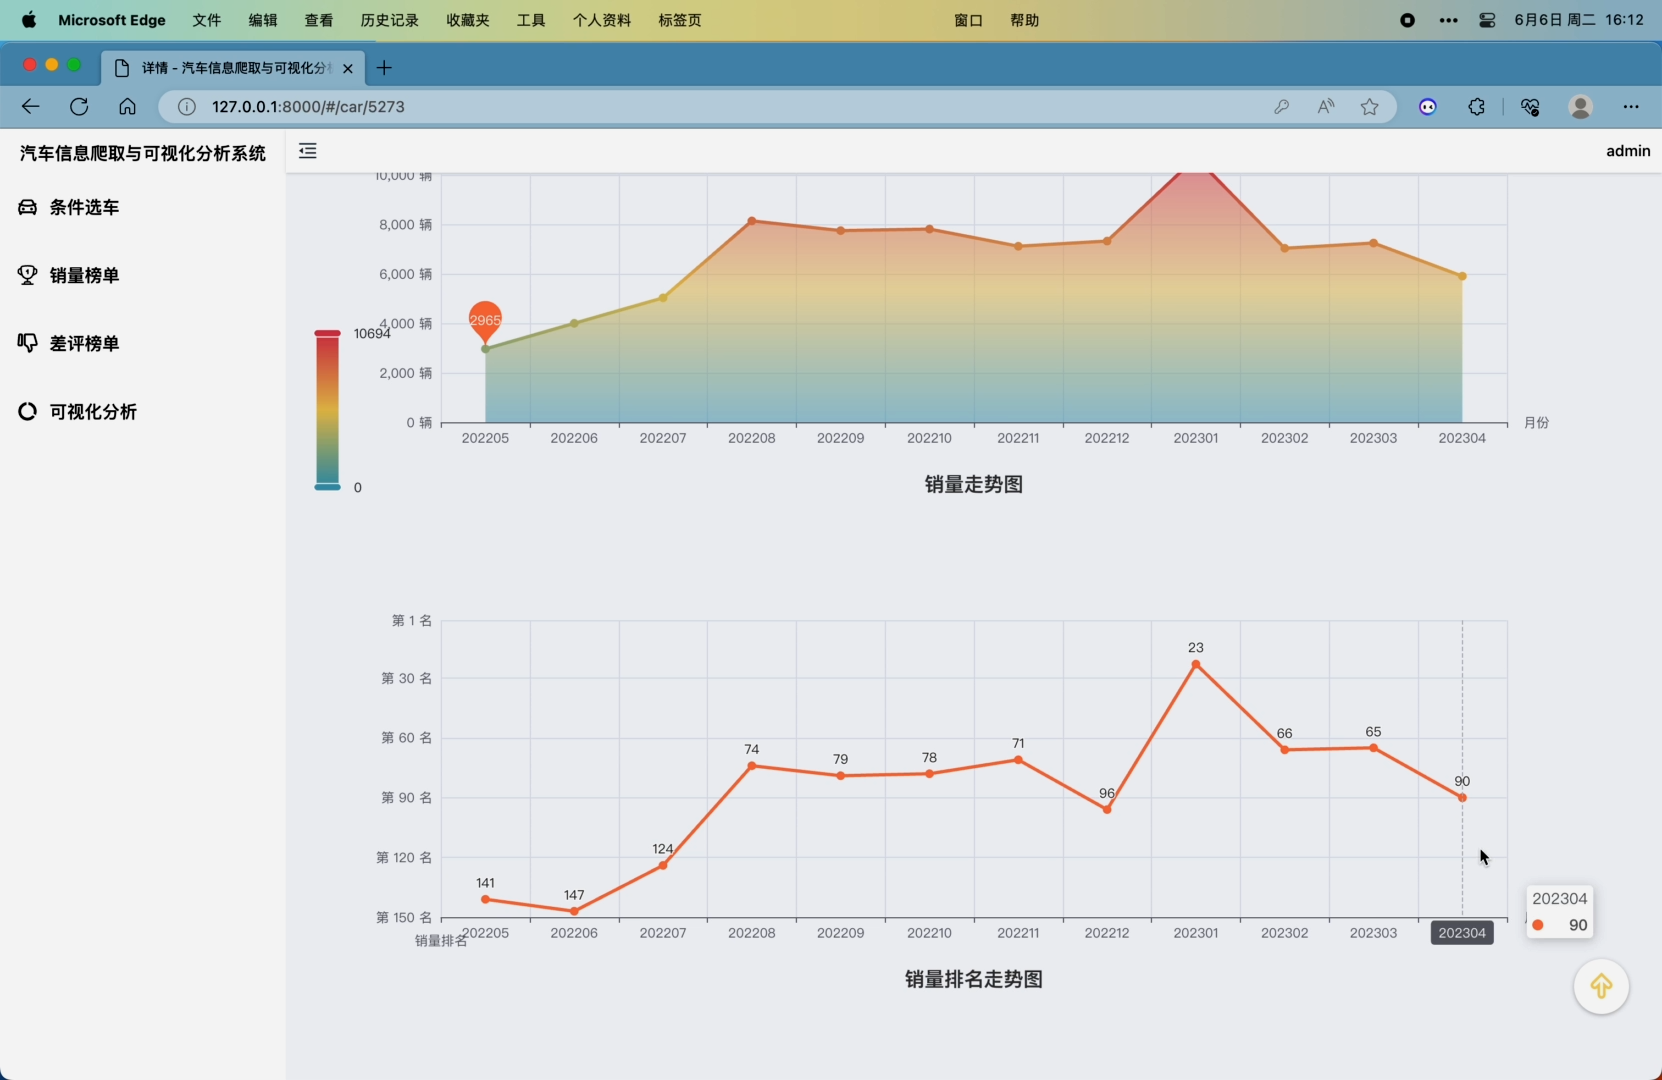 Microsoft Edge 文件 编辑 查看 历史记录 收藏夹 工具 个人资料 标签页 窗口 帮助 6月6日 周二 16:12
详情 - 汽车信息爬取与可视化分
127.0.0.1:8000/#/car/5273
汽车信息爬取与可视化分析系统
admin
条件选车
销量榜单
差评榜单
可视化分析
10,000 辆
8,000 辆
6,000 辆
4,000 辆
2,000 辆
0 辆
2965
10694
0
202205 202206 202207 202208 202209 202210 202211 202212 202301 202302 202303 202304
月份
销量走势图
第 1 名
第 30 名
第 60 名
第 90 名
第 120 名
第 150 名
141 147 124 74 79 78 71 96 23 66 65 90
销量排名
202205 202206 202207 202208 202209 202210 202211 202212 202301 202302 202303 202304
202304
90
销量排名走势图